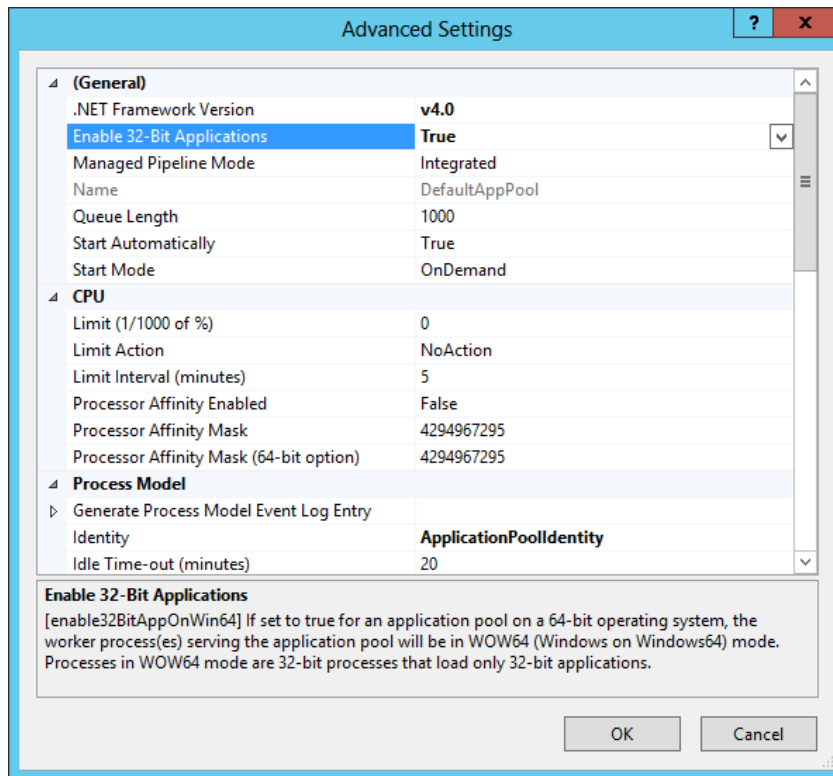 Advanced Settings
?
x
(General)
.NET Framework Version v4.0
Enable 32-Bit Applications True
Managed Pipeline Mode Integrated
Name DefaultAppPool
Queue Length 1000
Start Automatically True
Start Mode OnDemand
CPU
Limit (1/1000 of %) 0
Limit Action NoAction
Limit Interval (minutes) 5
Processor Affinity Enabled False
Processor Affinity Mask 4294967295
Processor Affinity Mask (64-bit option) 4294967295
Process Model
Generate Process Model Event Log Entry
Identity ApplicationPoolIdentity
Idle Time-out (minutes) 20
Enable 32-Bit Applications
[enable32BitAppOnWin64] If set to true for an application pool on a 64-bit operating system, the
worker process(es) serving the application pool will be in WOW64 (Windows on Windows64) mode.
Processes in WOW64 mode are 32-bit processes that load only 32-bit applications.
OK Cancel